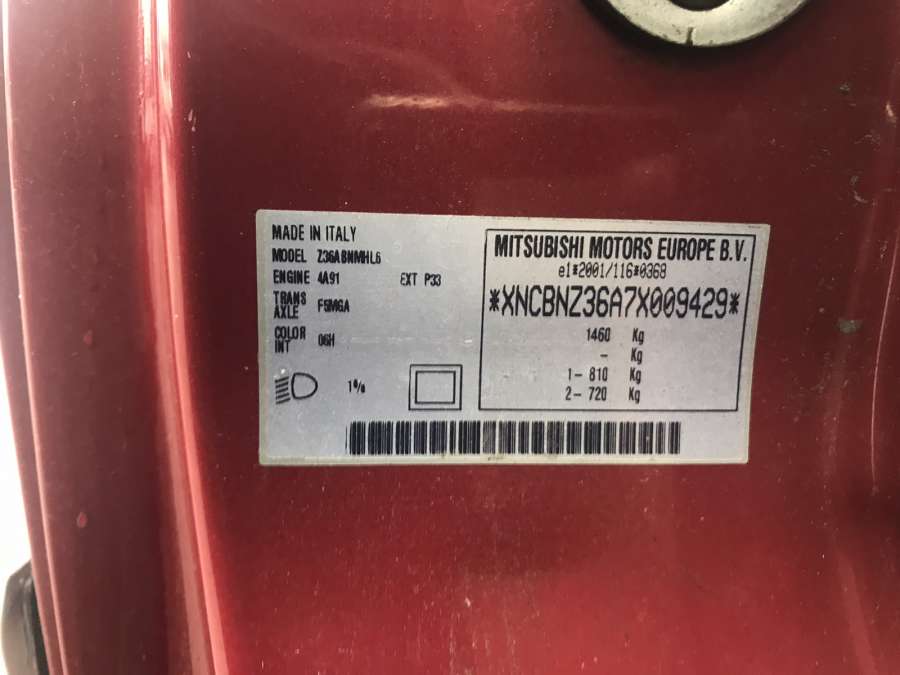 MADE IN ITALY
MODEL Z36ABNMHL6
ENGINE 4A91 EXT P33
TRANS AXLE F5MGA
COLOR INT 06H
1%
MITSUBISHI MOTORS EUROPE B.V.
e1*2001/116*0368
*XNCBNZ36A7X009429*
1460 Kg
- Kg
1- 810 Kg
2- 720 Kg